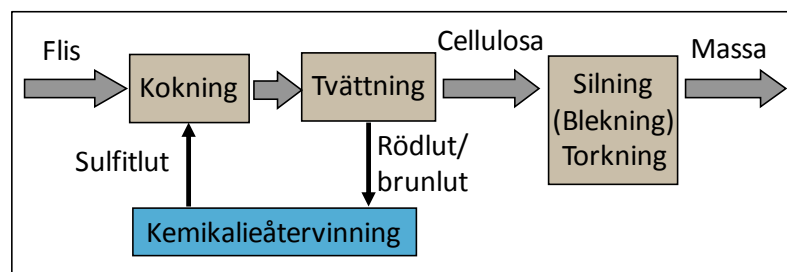 Flis
Kokning
Tvättning
Cellulosa
Silning
(Blekning)
Torkning
Massa
Sulfitlut
Rödlut/
brunlut
Kemikalieåtervinning